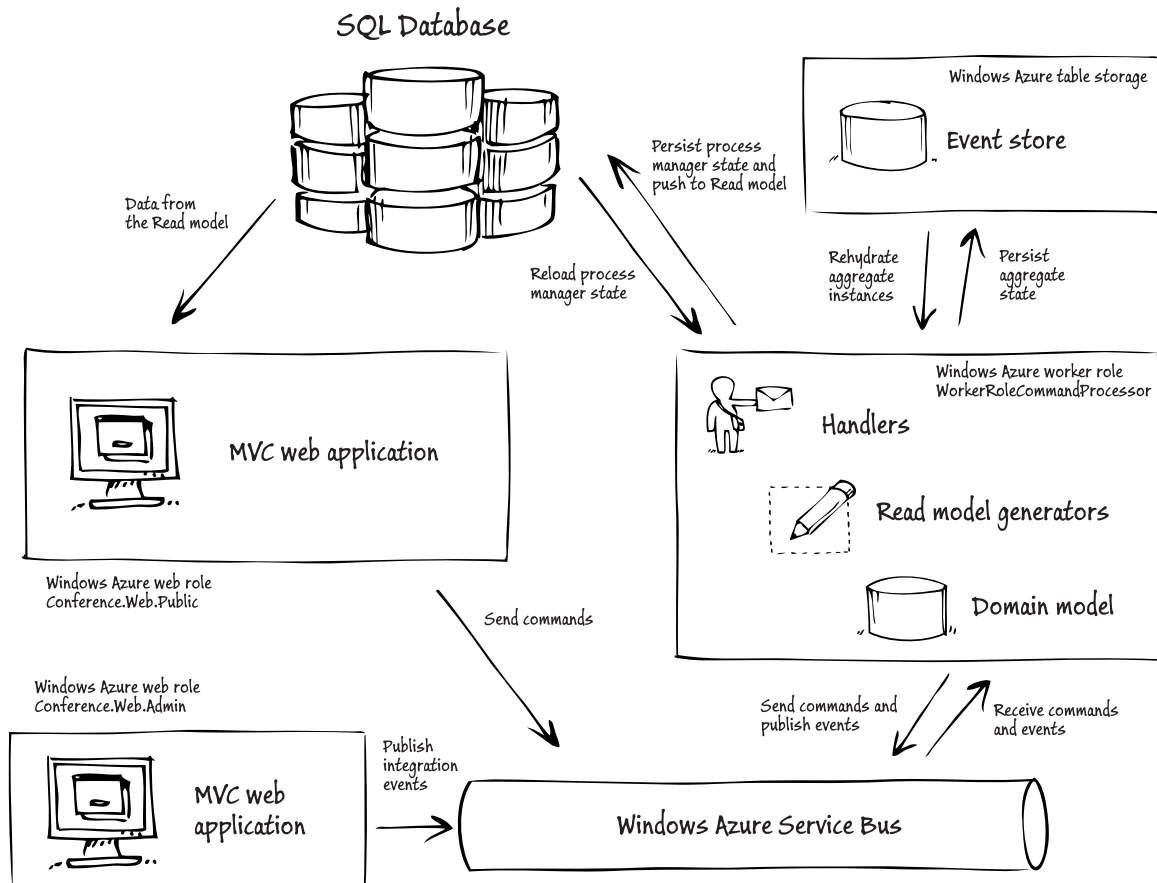 SQL Database
Windows Azure table storage
Event store
Persist process
manager state and
push to Read model
Data from
the Read model
Reload process
manager state
Rehydrate
aggregate
instances
Persist
aggregate
state
Windows Azure worker role
WorkerRoleCommandProcessor
Handlers
MVC web application
Read model generators
Windows Azure web role
Conference.Web.Public
Domain model
Send commands
Windows Azure web role
Conference.Web.Admin
Send commands and
publish events
Receive commands
and events
Publish
integration
events
MVC web
application
Windows Azure Service Bus